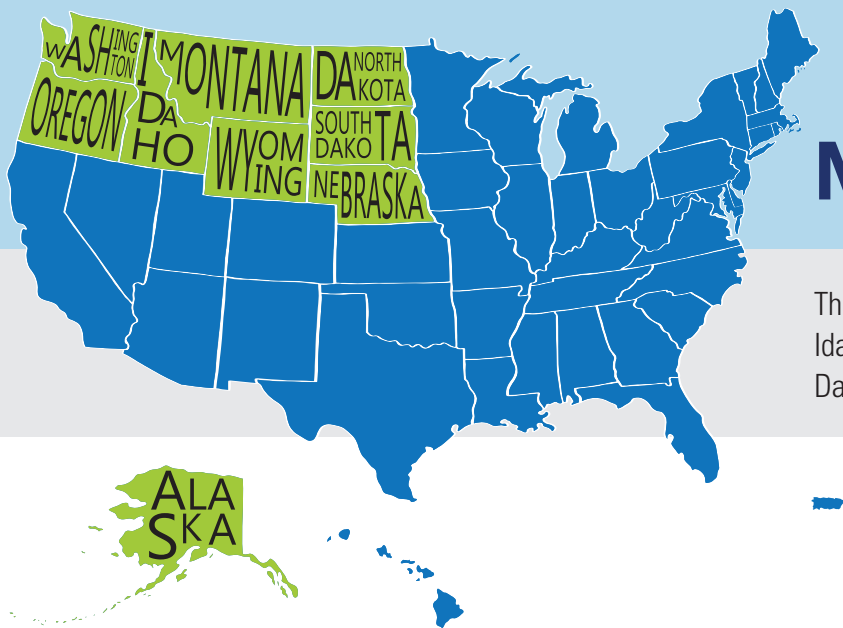 WASHINGTON
IDAHO
MONTANA
NORTH DAKOTA
OREGON
WYOMING
SOUTH DAKOTA
NEBRASKA
ALASKA
N
Th
Ida
Da